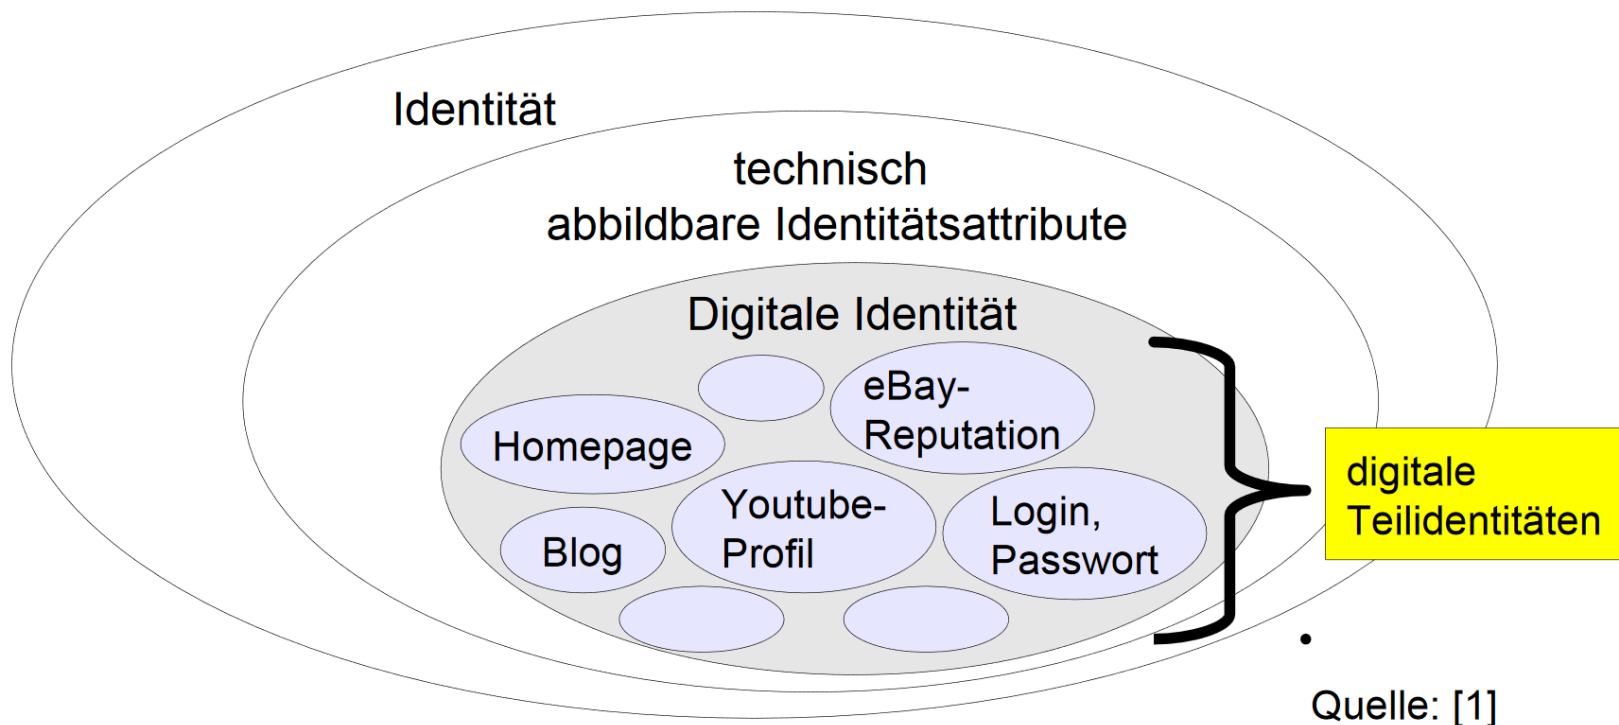 Identität
technisch
abbildbare Identitätsattribute
Digitale Identität
eBay-
Reputation
Homepage
Youtube-
Profil
Login,
Passwort
Blog
digitale
Teilidentitäten
Quelle: [1]